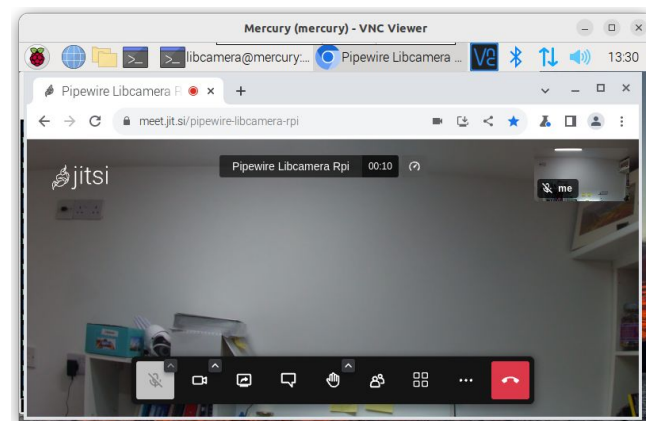 Mercury (mercury) - VNC Viewer
libcamera@mercury:... Pipewire Libcamera ... 13:30
Pipewire Libcamera R
meet.jit.si/pipewire-libcamera-rpi
jitsi
Pipewire Libcamera Rpi 00:10
me